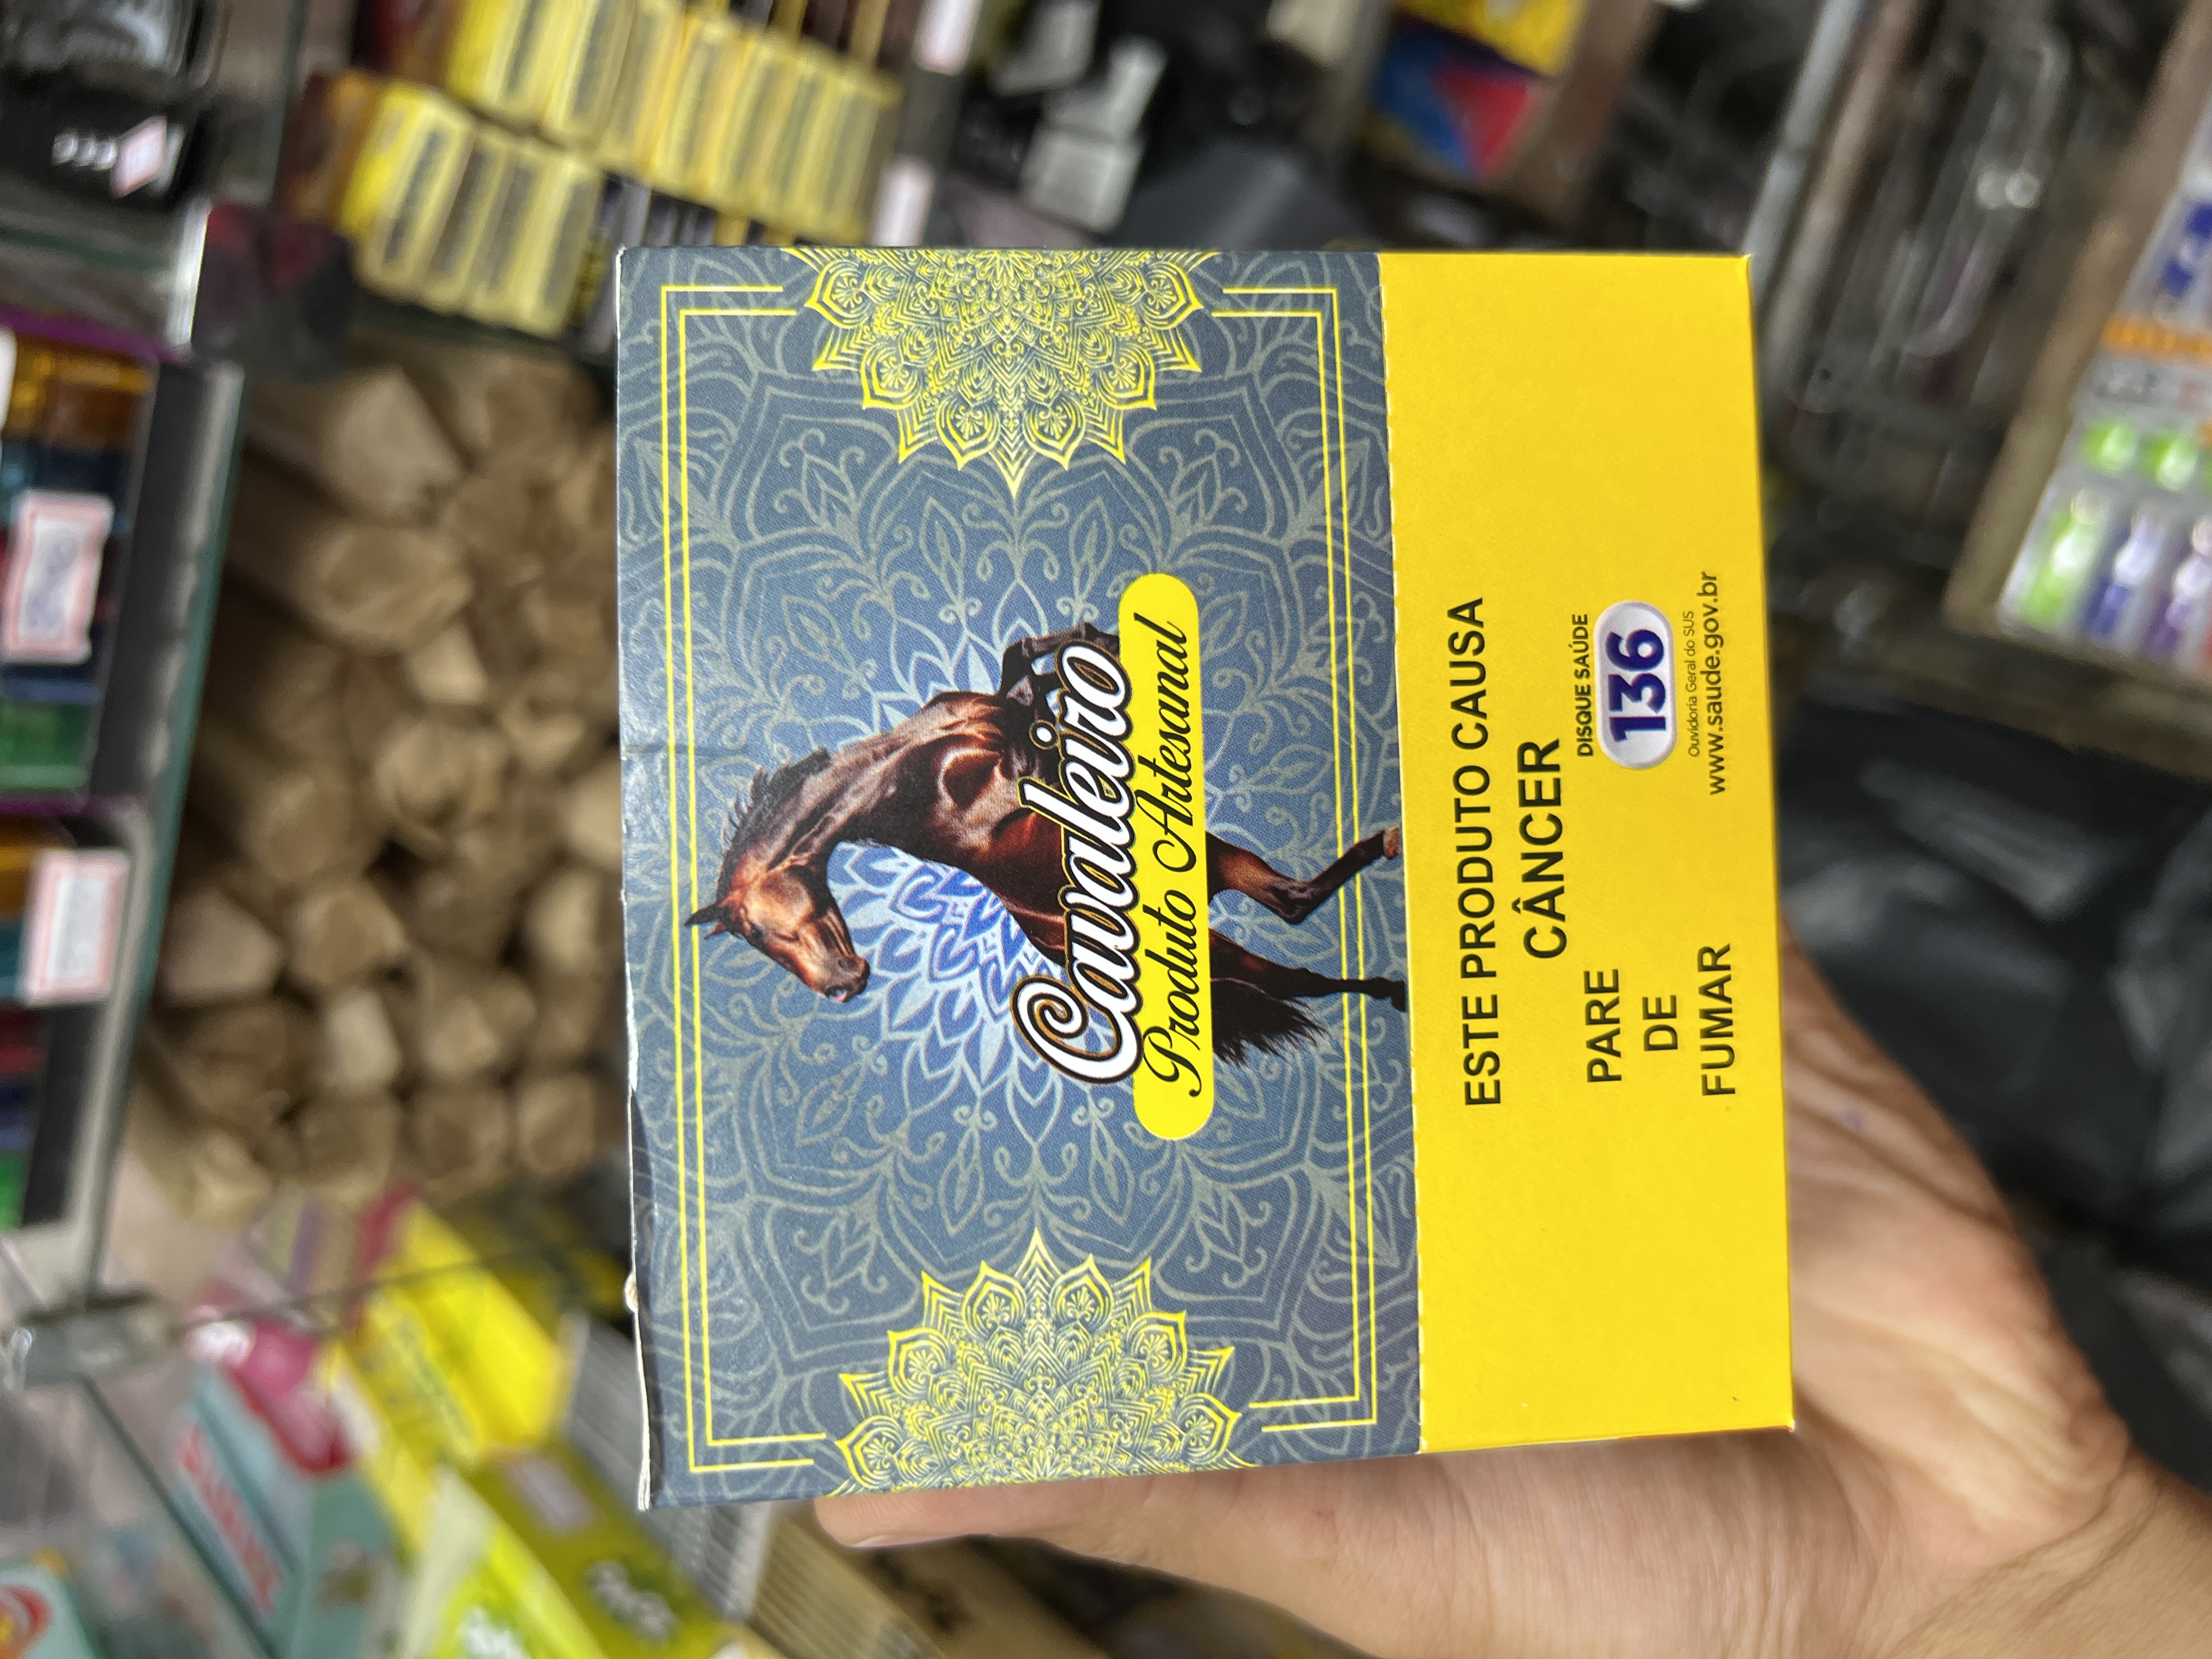 Cavaleiro
Produto Artesanal
ESTE PRODUTO CAUSA
CÂNCER
PARE
DE
FUMAR
DISQUE SAÚDE
136
Ouvidoria Geral do SUS
www.saude.gov.br